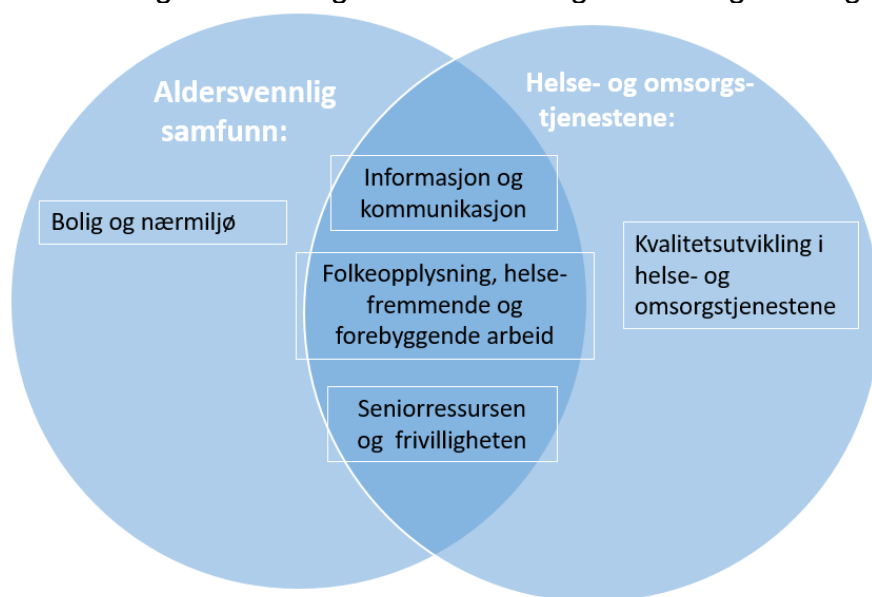 Aldersvennlig
samfunn:
Helse- og omsorgs-
tjenestene:
Bolig og nærmiljø
Informasjon og
kommunikasjon
Folkeopplysning, helse-
fremmende og
forebyggende arbeid
Seniorressursen
og frivilligheten
Kvalitetsutvikling i
helse- og
omsorgstjenestene